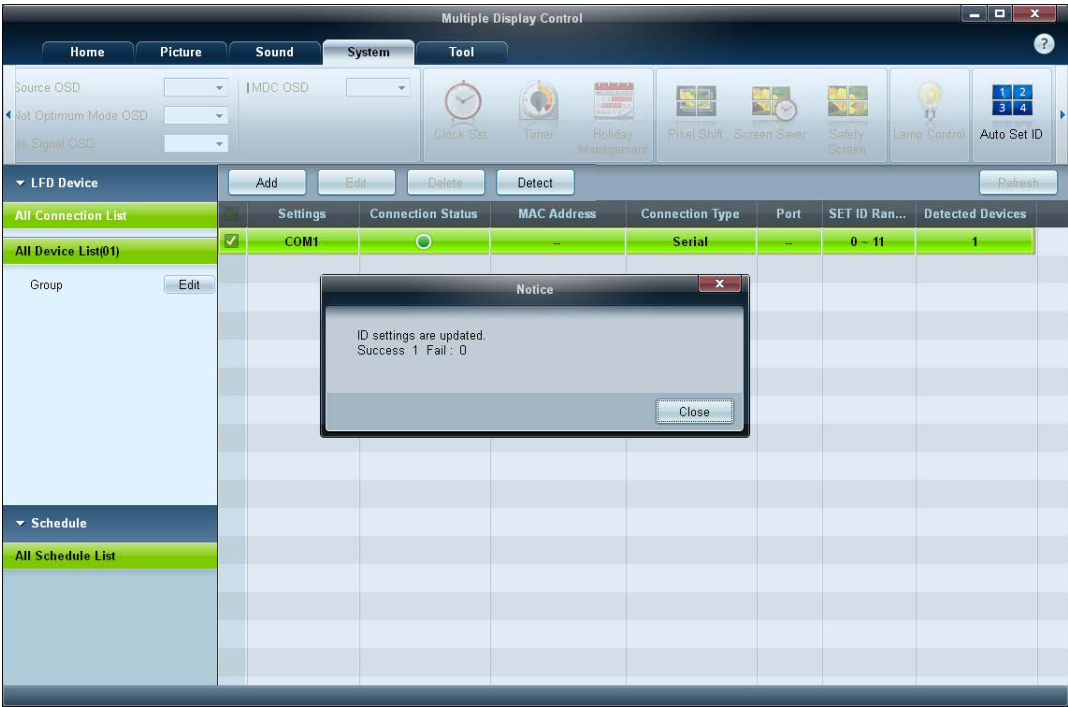 Multiple Display Control
Home Picture Sound System Tool
?
Source OSD MDC OSD
Not Optimum Mode OSD
No Signal OSD
Clock Set Timer Holiday Management Pixel Shift Screen Saver Safety Screen Lamp Control Auto Set ID
1 2
3 4
LFD Device
Add Edit Delete Detect Refresh
All Connection List
Settings Connection Status MAC Address Connection Type Port SET ID Ran... Detected Devices
COM1 -- Serial -- 0 ~ 11 1
All Device List(01)
Group Edit
Notice
ID settings are updated.
Success 1 Fail : 0
Close
Schedule
All Schedule List